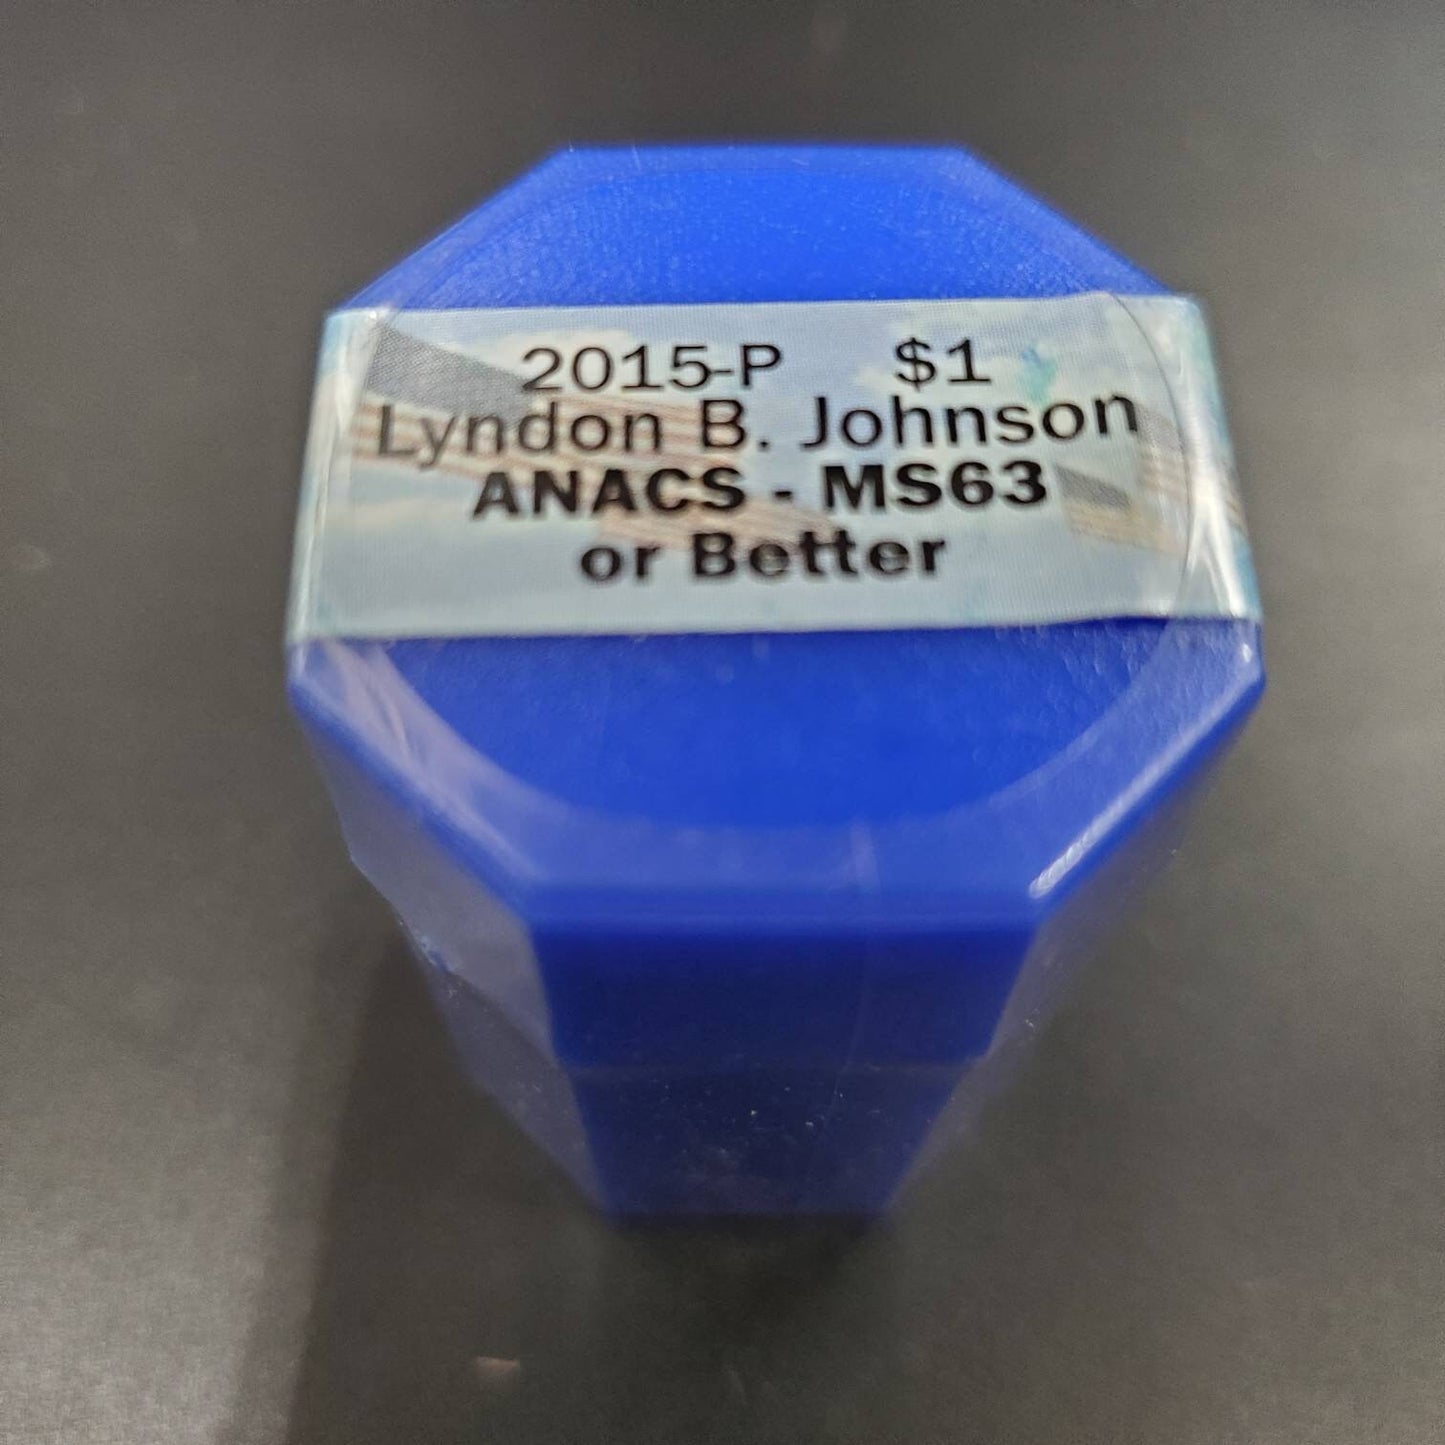 2015-P $1
Lyndon B. Johnson
ANACS - MS63
or Better